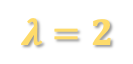 λ = 2